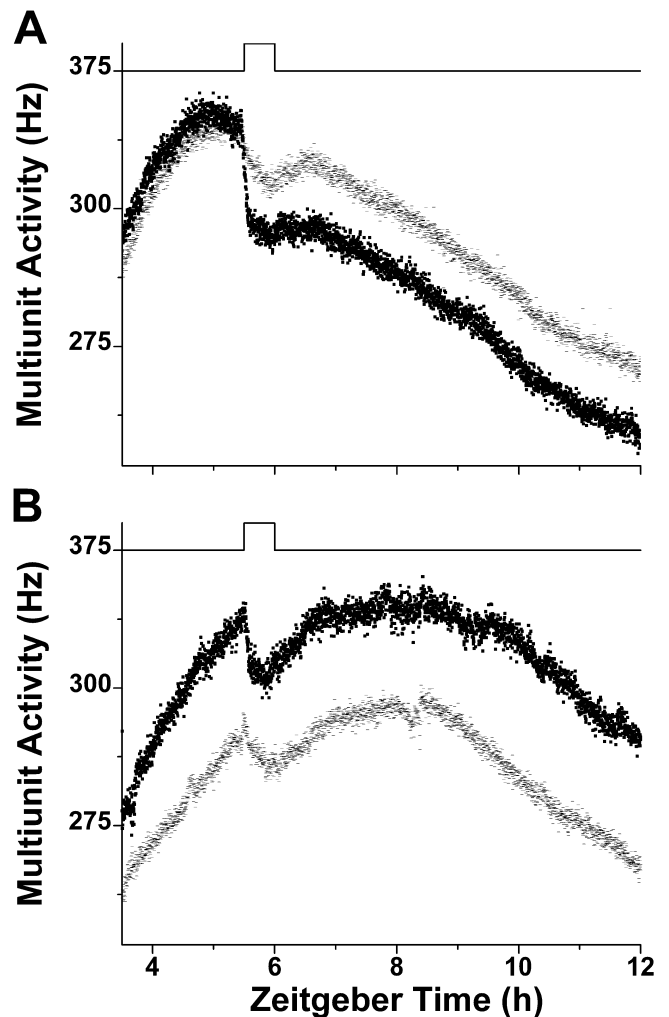 A
375
300
275
Multiunit Activity (Hz)
B
375
300
275
Multiunit Activity (Hz)
4 6 8 10 12
Zeitgeber Time (h)